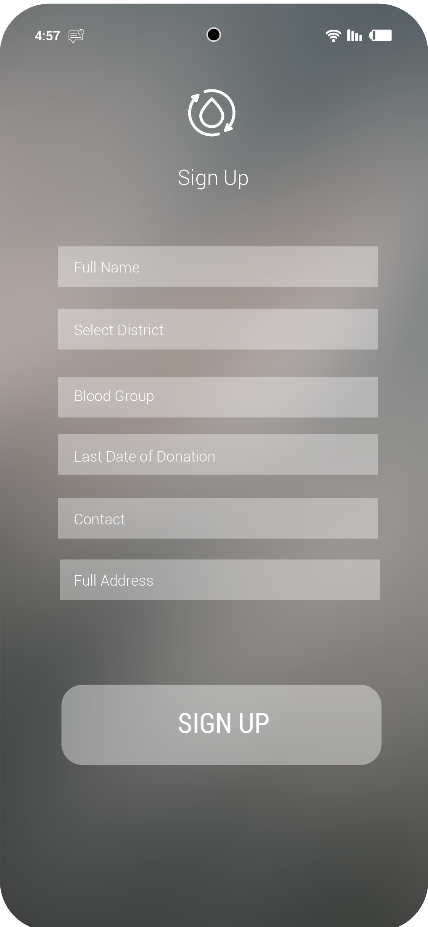 4:57
Sign Up
Full Name
Select District
Blood Group
Last Date of Donation
Contact
Full Address
SIGN UP